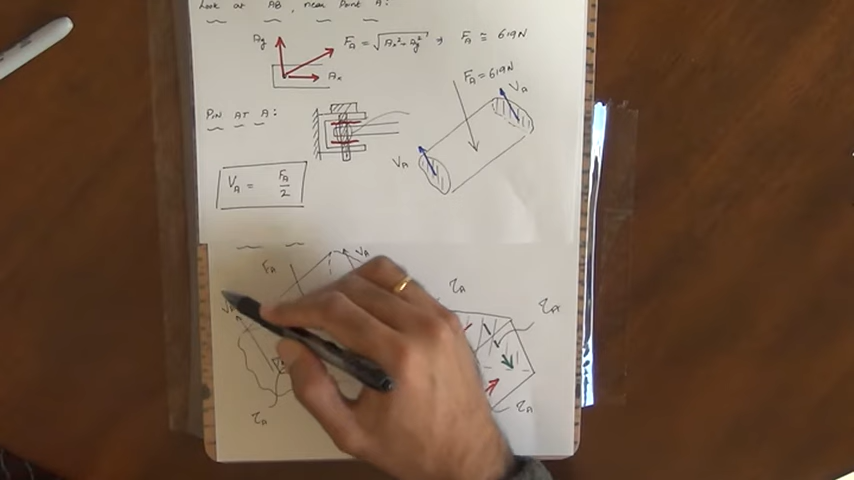 Look at AB, near Point A:
Ay
FA = √Ax²+Ay² ⇒ FA ≅ 619N
Ax
FA = 619N
VA
PIN AT A:
VA
VA = FA/2
VA
FA
τA
τA
τA
τA